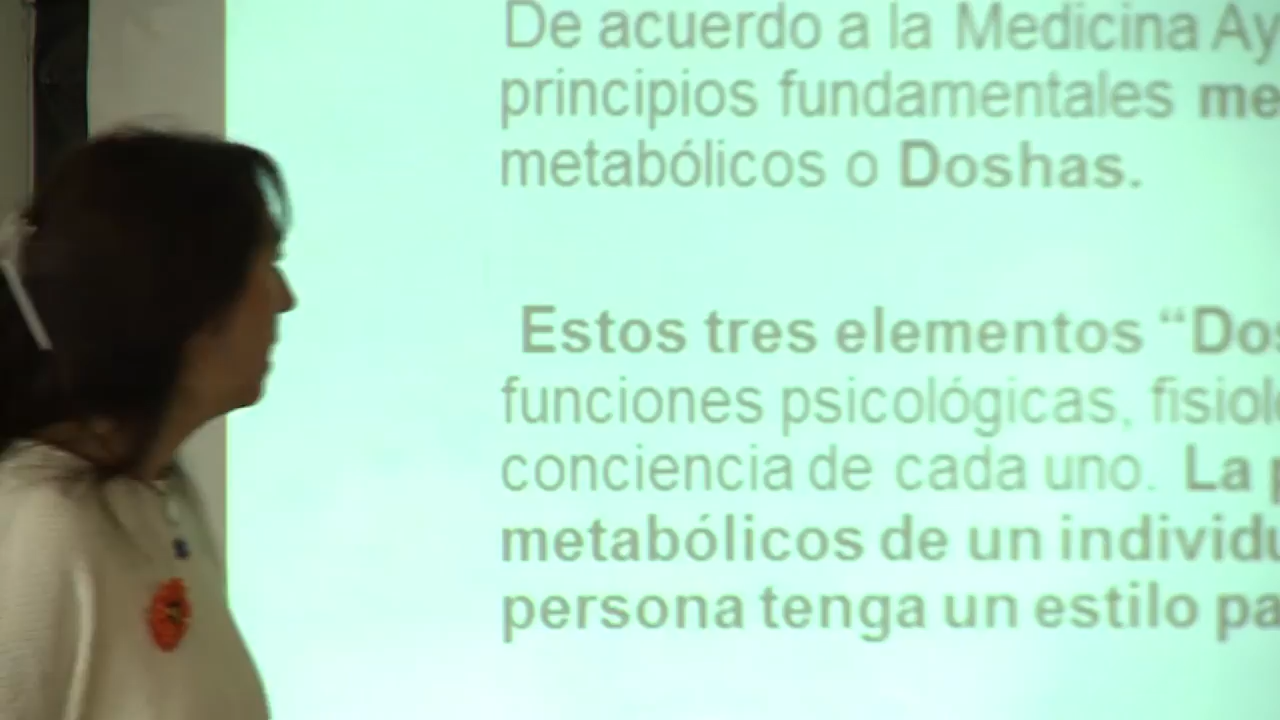 De acuerdo a la Medicina Ay
principios fundamentales me
metabólicos o Doshas.
Estos tres elementos “Dos
funciones psicológicas, fisiol
conciencia de cada uno. La p
metabólicos de un individu
persona tenga un estilo pa